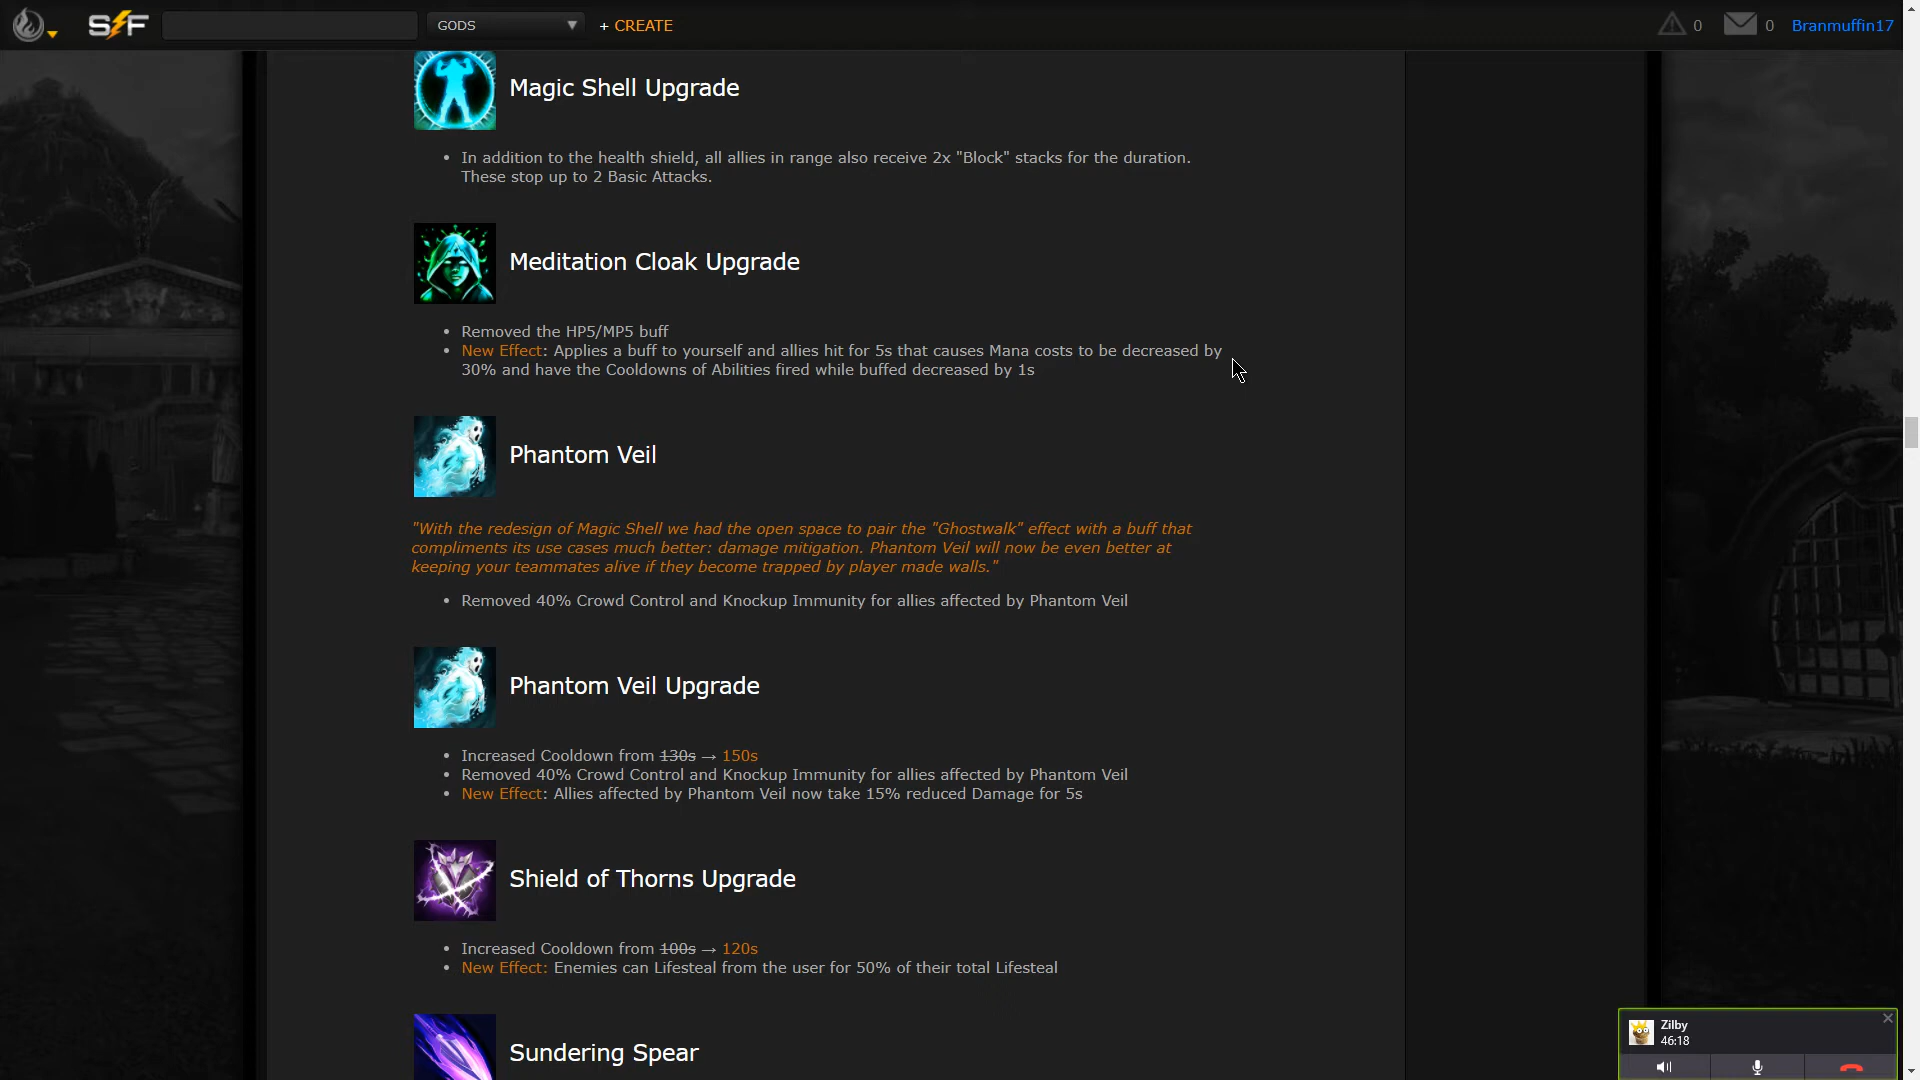 SF GODS + CREATE 0 0 Branmuffin17
Magic Shell Upgrade
• In addition to the health shield, all allies in range also receive 2x "Block" stacks for the duration.
These stop up to 2 Basic Attacks.
Meditation Cloak Upgrade
• Removed the HP5/MP5 buff
• New Effect: Applies a buff to yourself and allies hit for 5s that causes Mana costs to be decreased by
30% and have the Cooldowns of Abilities fired while buffed decreased by 1s
Phantom Veil
"With the redesign of Magic Shell we had the open space to pair the "Ghostwalk" effect with a buff that
compliments its use cases much better: damage mitigation. Phantom Veil will now be even better at
keeping your teammates alive if they become trapped by player made walls."
• Removed 40% Crowd Control and Knockup Immunity for allies affected by Phantom Veil
Phantom Veil Upgrade
• Increased Cooldown from 130s → 150s
• Removed 40% Crowd Control and Knockup Immunity for allies affected by Phantom Veil
• New Effect: Allies affected by Phantom Veil now take 15% reduced Damage for 5s
Shield of Thorns Upgrade
• Increased Cooldown from 100s → 120s
• New Effect: Enemies can Lifesteal from the user for 50% of their total Lifesteal
Sundering Spear
Zilby
46:18